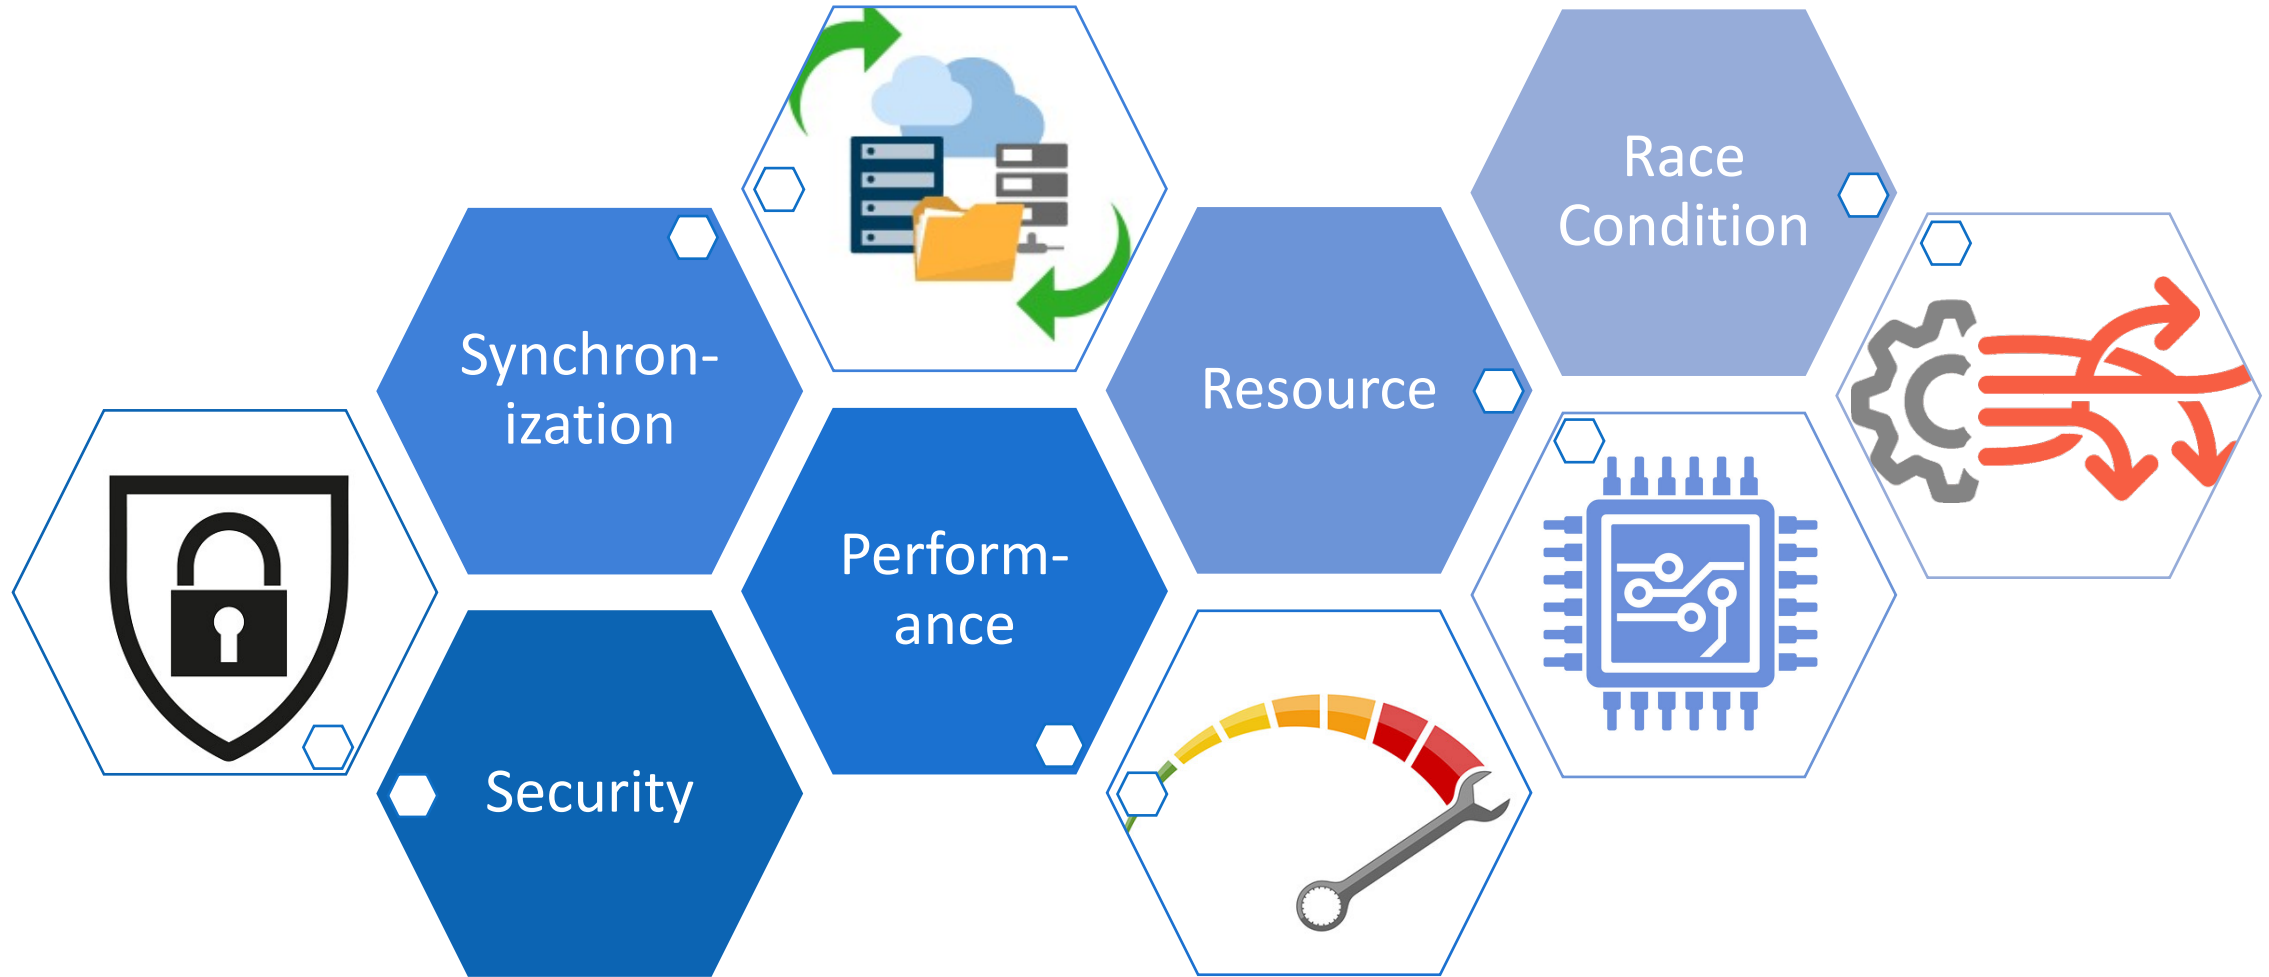 Synchron-
ization
Security
Perform-
ance
Resource
Race
Condition